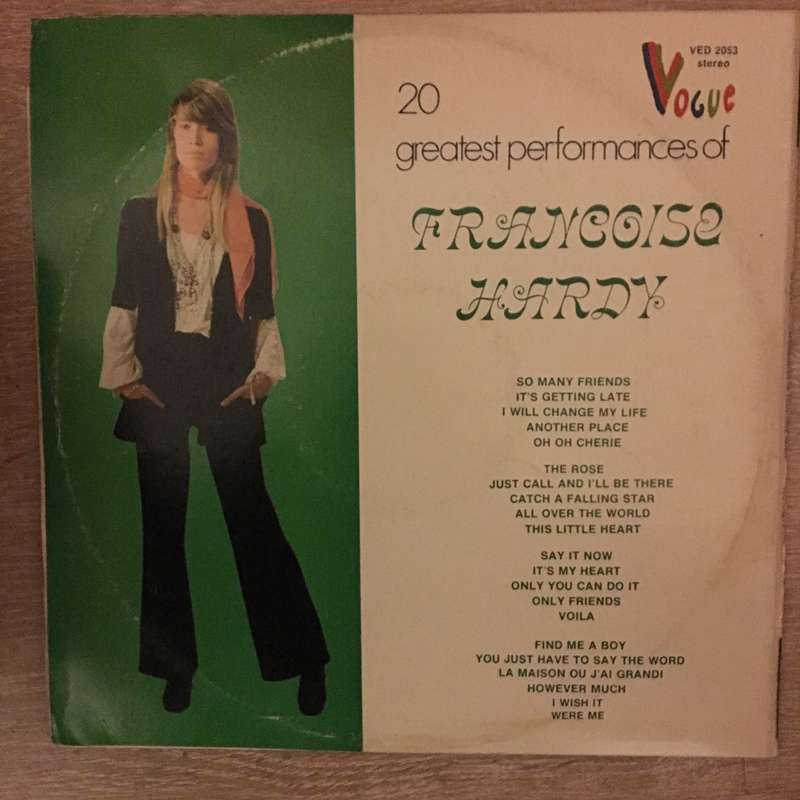 VED 2053
stereo
VOGUE
20
greatest performances of
FRANCOISE
HARDY
SO MANY FRIENDS
IT'S GETTING LATE
I WILL CHANGE MY LIFE
ANOTHER PLACE
OH OH CHERIE
THE ROSE
JUST CALL AND I'LL BE THERE
CATCH A FALLING STAR
ALL OVER THE WORLD
THIS LITTLE HEART
SAY IT NOW
IT'S MY HEART
ONLY YOU CAN DO IT
ONLY FRIENDS
VOILA
FIND ME A BOY
YOU JUST HAVE TO SAY THE WORD
LA MAISON OU J'AI GRANDI
HOWEVER MUCH
I WISH IT
WERE ME